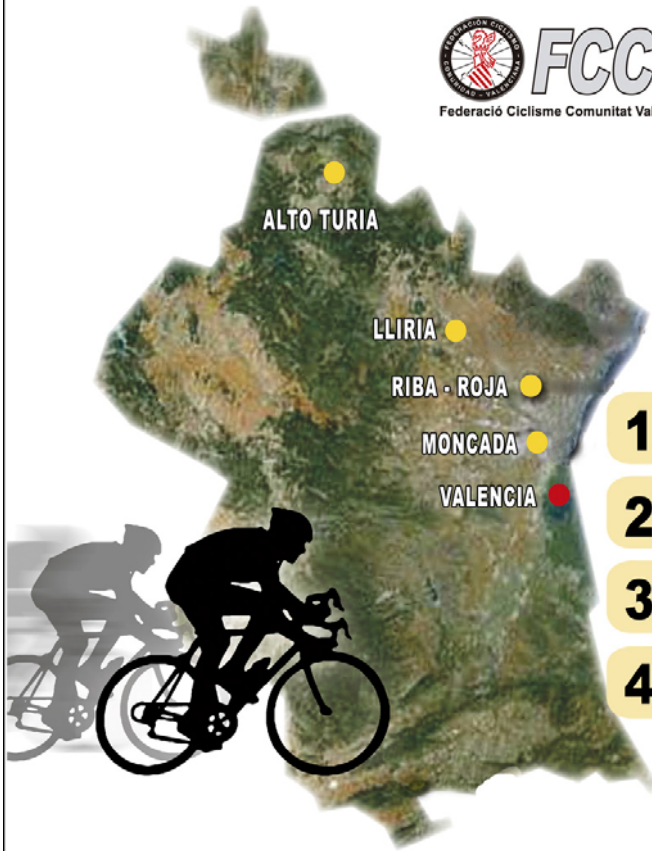 FEDERACIÓN CICLISMO
COMUNIDAD - VALENCIANA
FCC
Federació Ciclisme Comunitat Val
ALTO TURIA
LLIRIA
RIBA - ROJA
MONCADA
VALENCIA
1
2
3
4